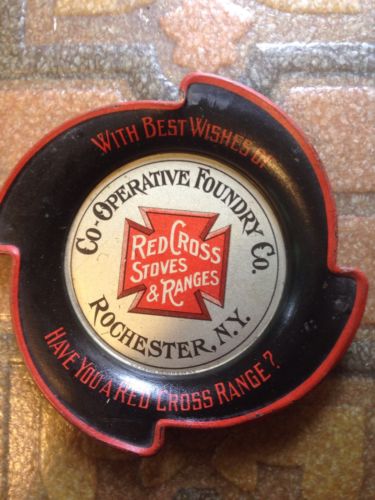 WITH BEST WISHES OF
CO-OPERATIVE FOUNDRY CO.
RED CROSS
STOVES
& RANGES
ROCHESTER, N.Y.
HAVE YOU A RED CROSS RANGE?